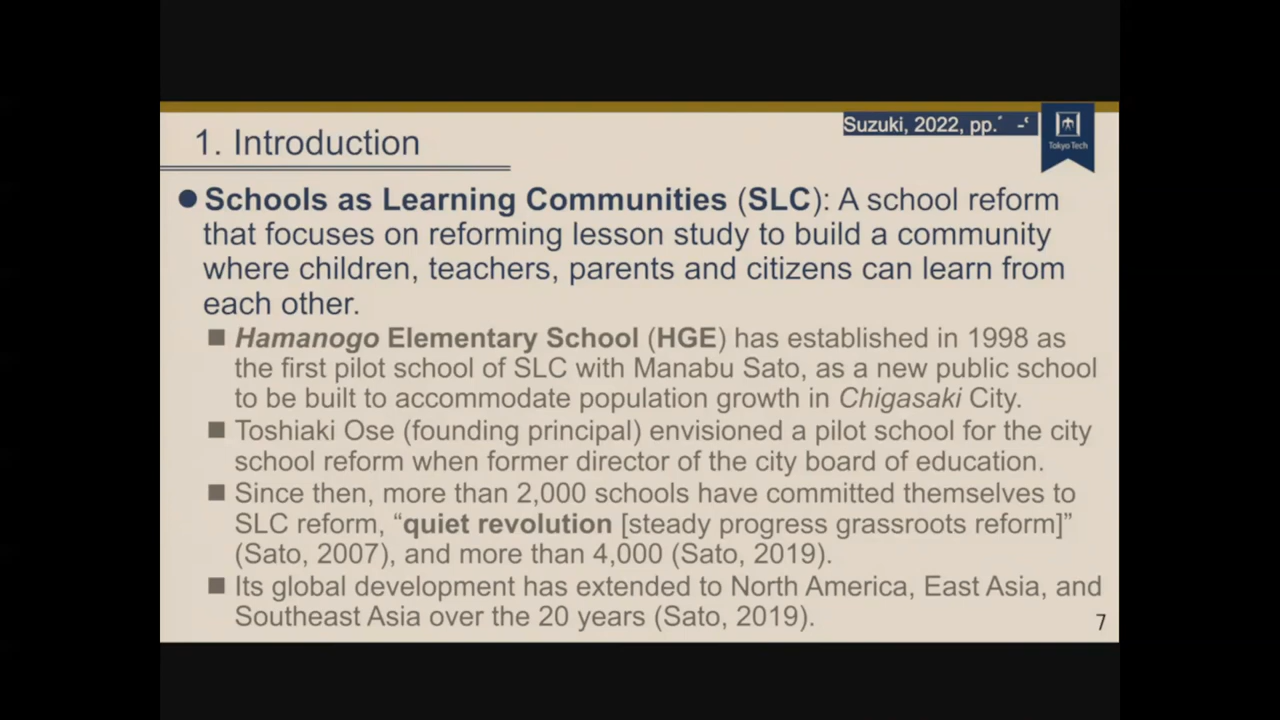 Suzuki, 2022, pp.
Tokyo Tech
1. Introduction
● Schools as Learning Communities (SLC): A school reform
that focuses on reforming lesson study to build a community
where children, teachers, parents and citizens can learn from
each other.
■ Hamanogo Elementary School (HGE) has established in 1998 as
the first pilot school of SLC with Manabu Sato, as a new public school
to be built to accommodate population growth in Chigasaki City.
■ Toshiaki Ose (founding principal) envisioned a pilot school for the city
school reform when former director of the city board of education.
■ Since then, more than 2,000 schools have committed themselves to
SLC reform, “quiet revolution [steady progress grassroots reform]”
(Sato, 2007), and more than 4,000 (Sato, 2019).
■ Its global development has extended to North America, East Asia, and
Southeast Asia over the 20 years (Sato, 2019).
7